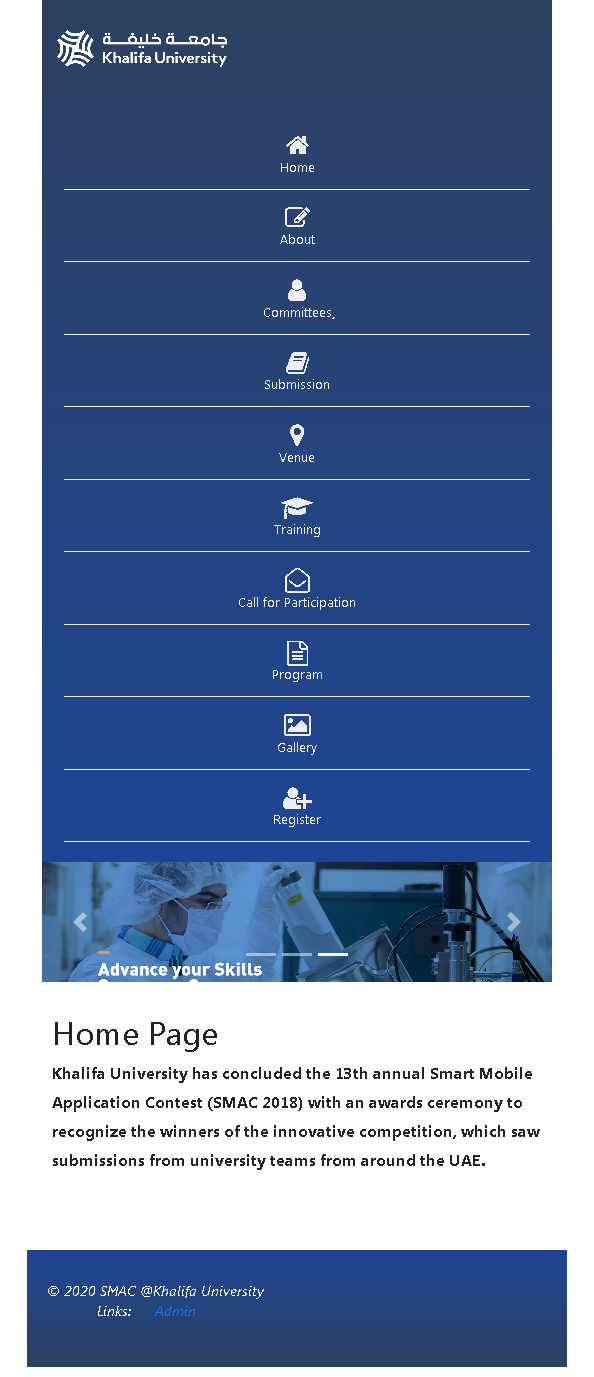 جامعـة خليفـة
Khalifa University
Home
About
Committees,
Submission
Venue
Training
Call for Participation
Program
Gallery
Register
Advance your Skills
Home Page
Khalifa University has concluded the 13th annual Smart Mobile
Application Contest (SMAC 2018) with an awards ceremony to
recognize the winners of the innovative competition, which saw
submissions from university teams from around the UAE.
© 2020 SMAC @Khalifa University
Links: Admin